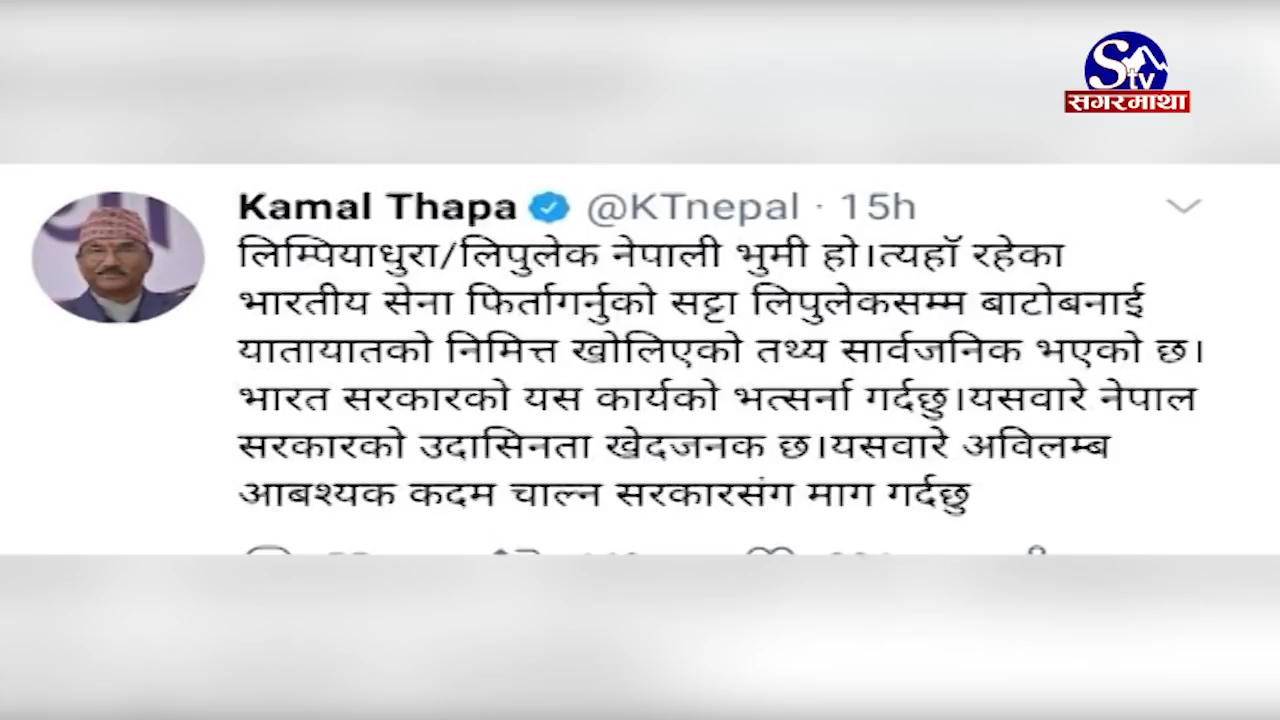 Stv
सगरमाथा
Kamal Thapa @KTnepal · 15h
लिम्पियाधुरा/लिपुलेक नेपाली भुमी हो।त्यहॉ रहेका
भारतीय सेना फिर्तागर्नुको सट्टा लिपुलेकसम्म बाटोबनाई
यातायातको निमित्त खोलिएको तथ्य सार्वजनिक भएको छ।
भारत सरकारको यस कार्यको भत्सर्ना गर्दछु।यसवारे नेपाल
सरकारको उदासिनता खेदजनक छ।यसवारे अविलम्ब
आबश्यक कदम चाल्न सरकारसंग माग गर्दछु